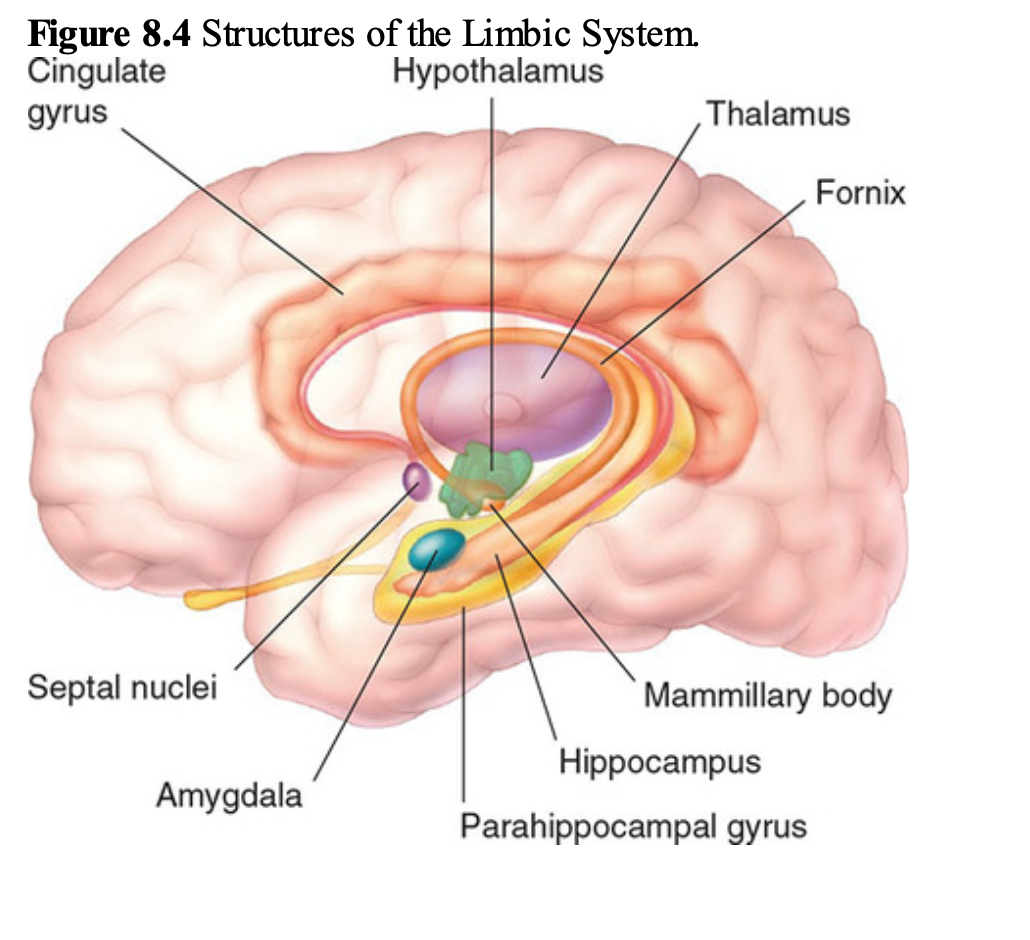 Figure 8.4 Structures of the Limbic System.
Cingulate
gyrus
Hypothalamus
Thalamus
Fornix
Septal nuclei
Mammillary body
Hippocampus
Amygdala
Parahippocampal gyrus